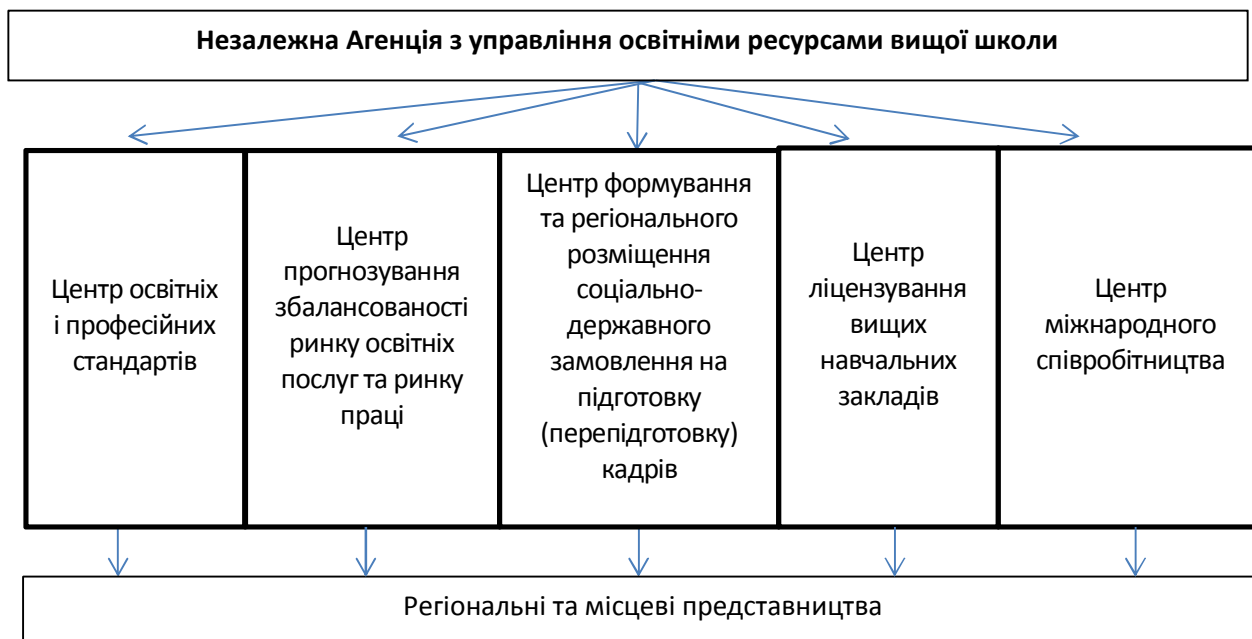 Незалежна Агенція з управління освітніми ресурсами вищої школи
Центр освітніх
і професійних
стандартів
Центр
прогнозування
збалансованості
ринку освітніх
послуг та ринку
праці
Центр формування
та регіонального
розміщення
соціально-
державного
замовлення на
підготовку
(перепідготовку)
кадрів
Центр
ліцензування
вищих
навчальних
закладів
Центр
міжнародного
співробітництва
Регіональні та місцеві представництва